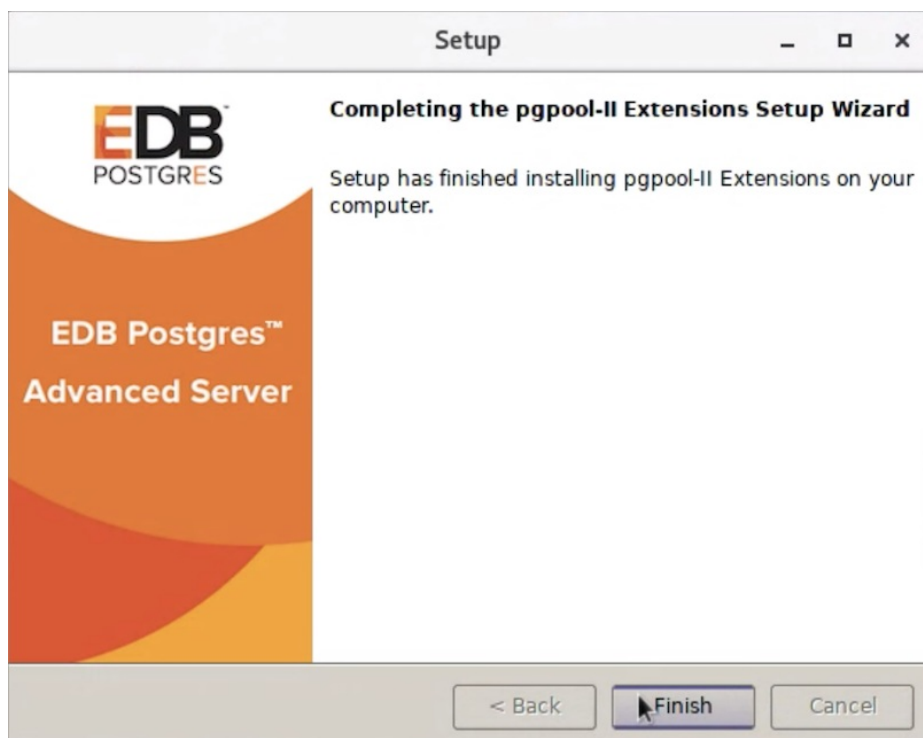 Setup
EDB™
POSTGRES
Completing the pgpool-II Extensions Setup Wizard
Setup has finished installing pgpool-II Extensions on your
computer.
EDB Postgres™
Advanced Server
< Back
Finish
Cancel